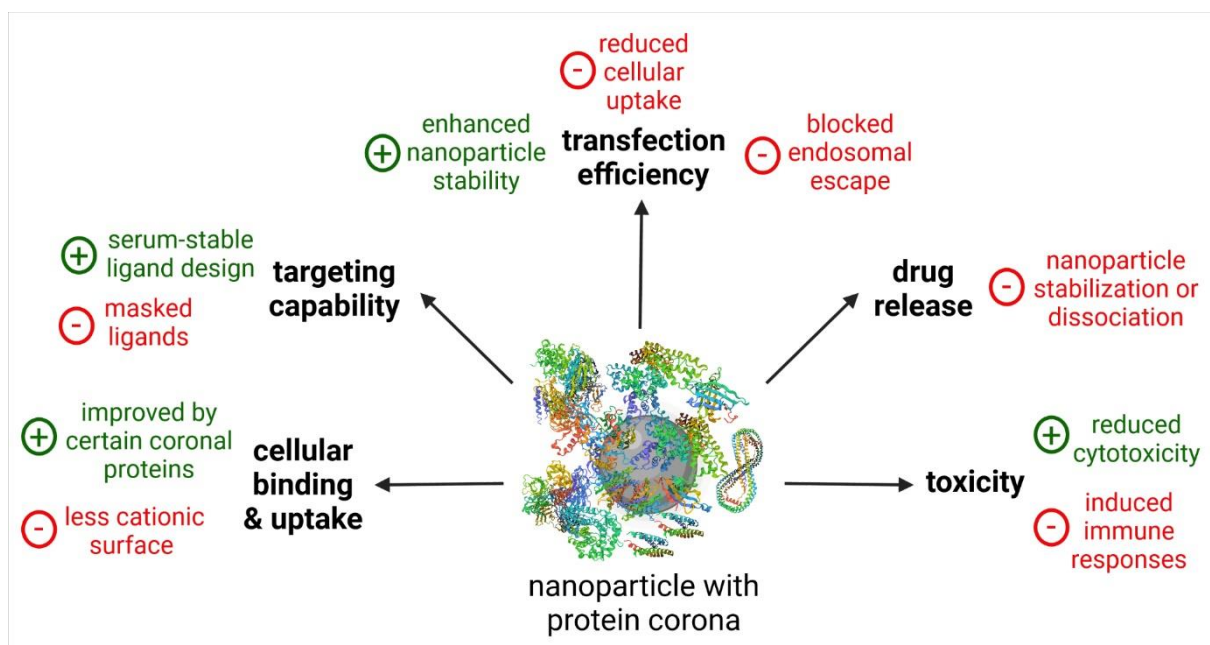 reduced
cellular
uptake
-
enhanced
nanoparticle
stability
+
transfection
efficiency
blocked
endosomal
escape
-
serum-stable
ligand design
+
masked
ligands
-
targeting
capability
drug
release
nanoparticle
stabilization or
dissociation
-
improved by
certain coronal
proteins
+
less cationic
surface
-
cellular
binding
& uptake
toxicity
reduced
cytotoxicity
+
induced
immune
responses
-
nanoparticle with
protein corona